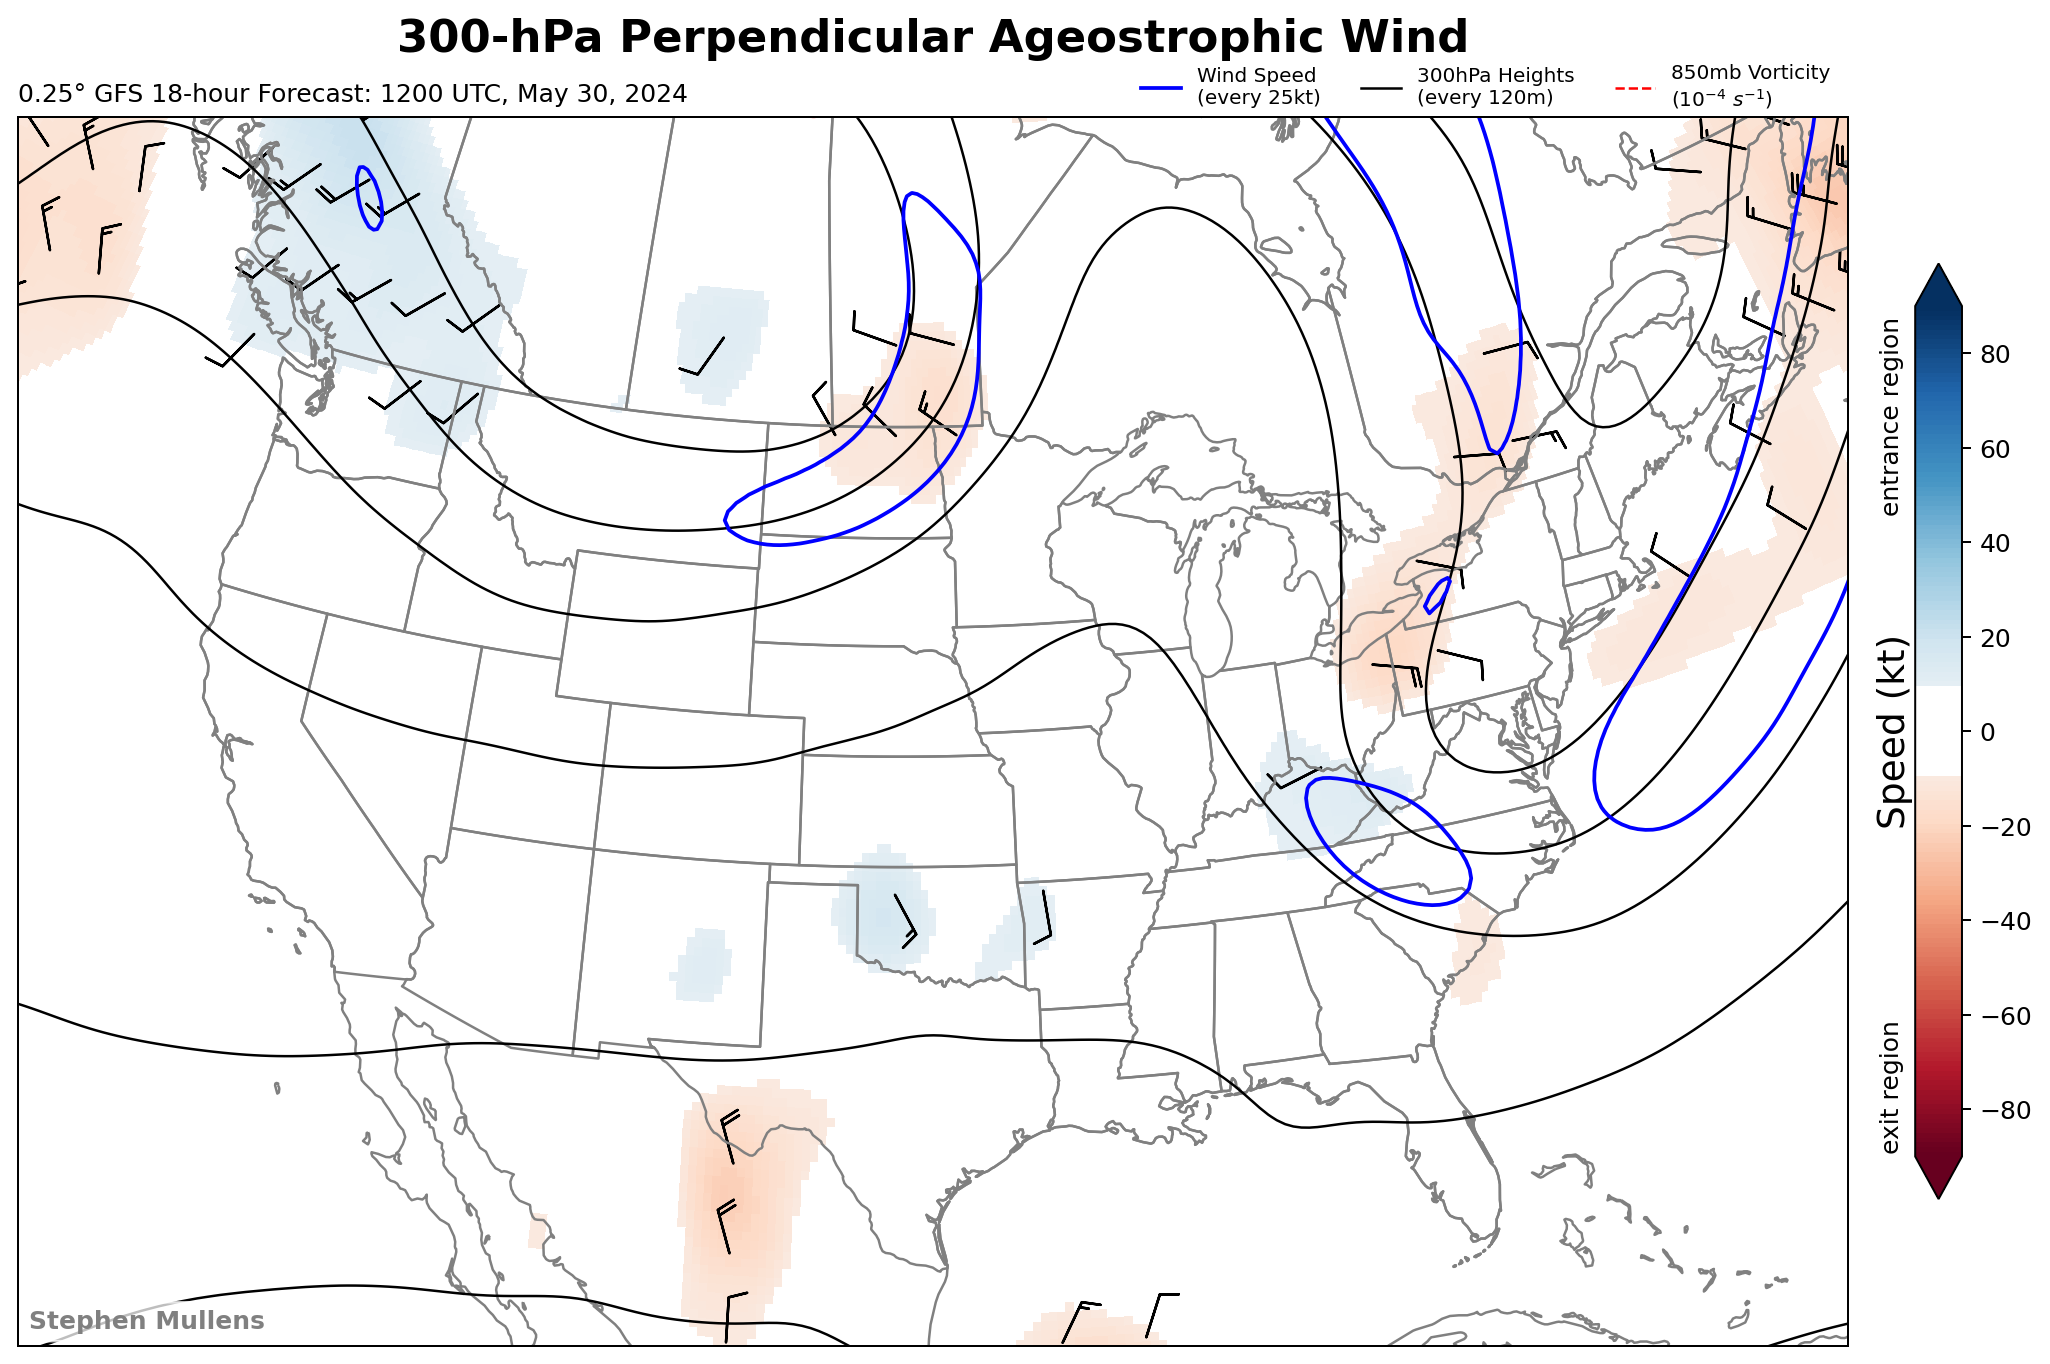 300-hPa Perpendicular Ageostrophic Wind
0.25° GFS 18-hour Forecast: 1200 UTC, May 30, 2024
Wind Speed
(every 25kt)
300hPa Heights
(every 120m)
850mb Vorticity
(10⁻⁴ s⁻¹)
entrance region
Speed (kt)
exit region
80
60
40
20
0
−20
−40
−60
−80
Stephen Mullens